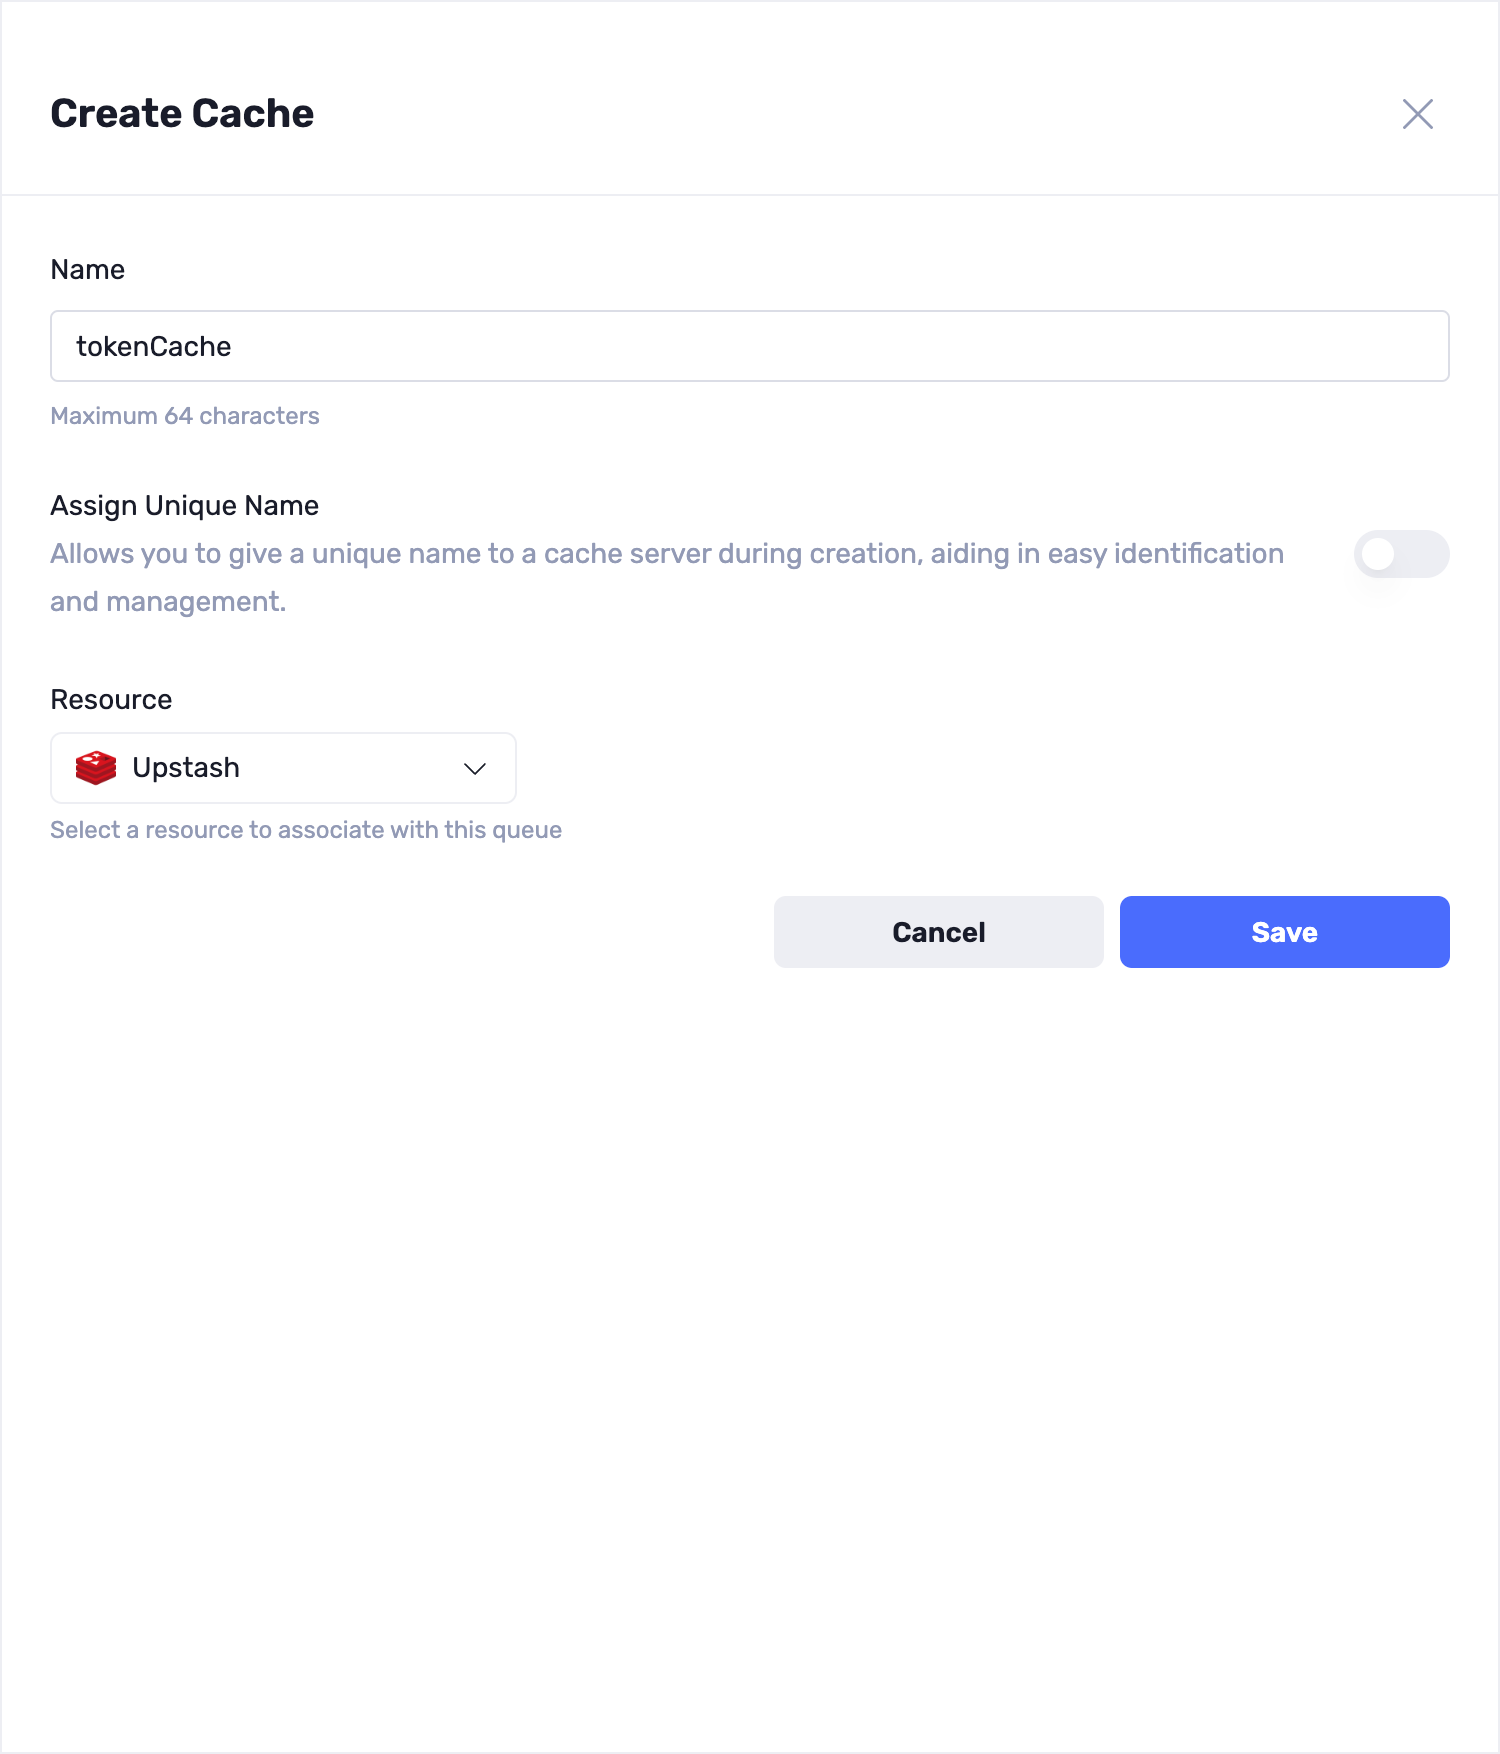 Create Cache
Name
tokenCache
Maximum 64 characters
Assign Unique Name
Allows you to give a unique name to a cache server during creation, aiding in easy identification
and management.
Resource
Upstash
Select a resource to associate with this queue
Cancel
Save